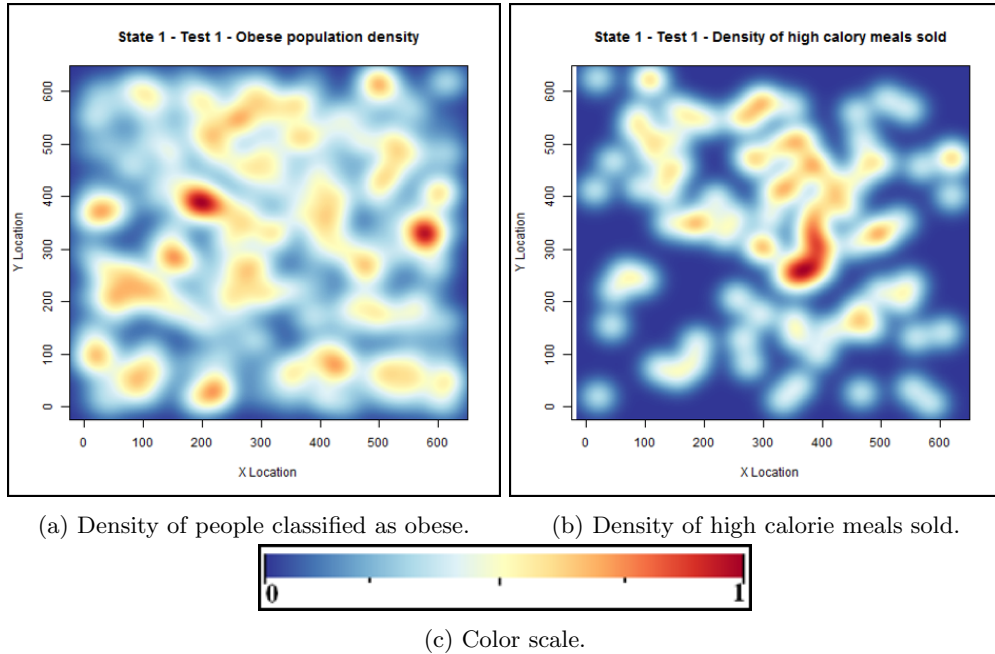 State 1 - Test 1 - Obese population density
Y Location
600
500
400
300
200
100
0
0 100 200 300 400 500 600
X Location
State 1 - Test 1 - Density of high calory meals sold
Y Location
600
500
400
300
200
100
0
0 100 200 300 400 500 600
X Location
(a) Density of people classified as obese.
(b) Density of high calorie meals sold.
0 1
(c) Color scale.